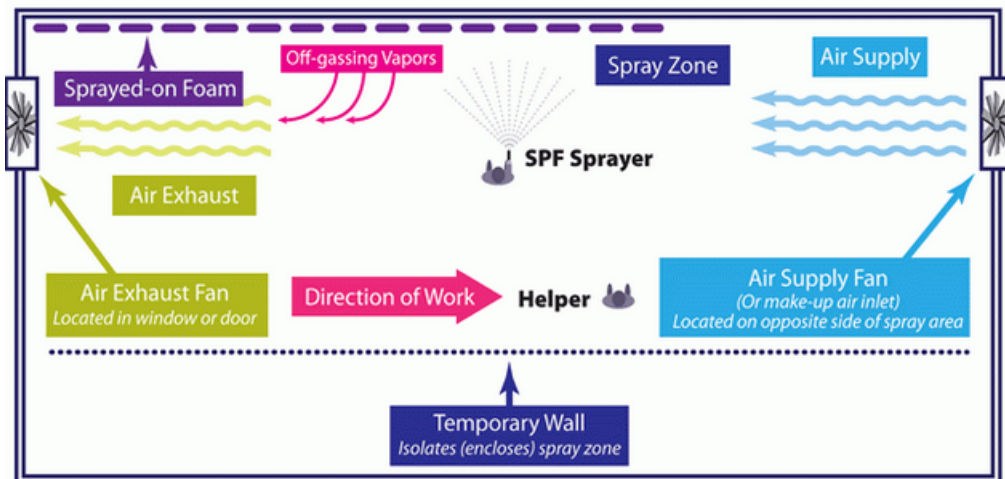 Off-gassing Vapors
Spray Zone
Air Supply
Sprayed-on Foam
SPF Sprayer
Air Exhaust
Air Exhaust Fan
Located in window or door
Direction of Work
Helper
Air Supply Fan
(Or make-up air inlet)
Located on opposite side of spray area
Temporary Wall
Isolates (encloses) spray zone